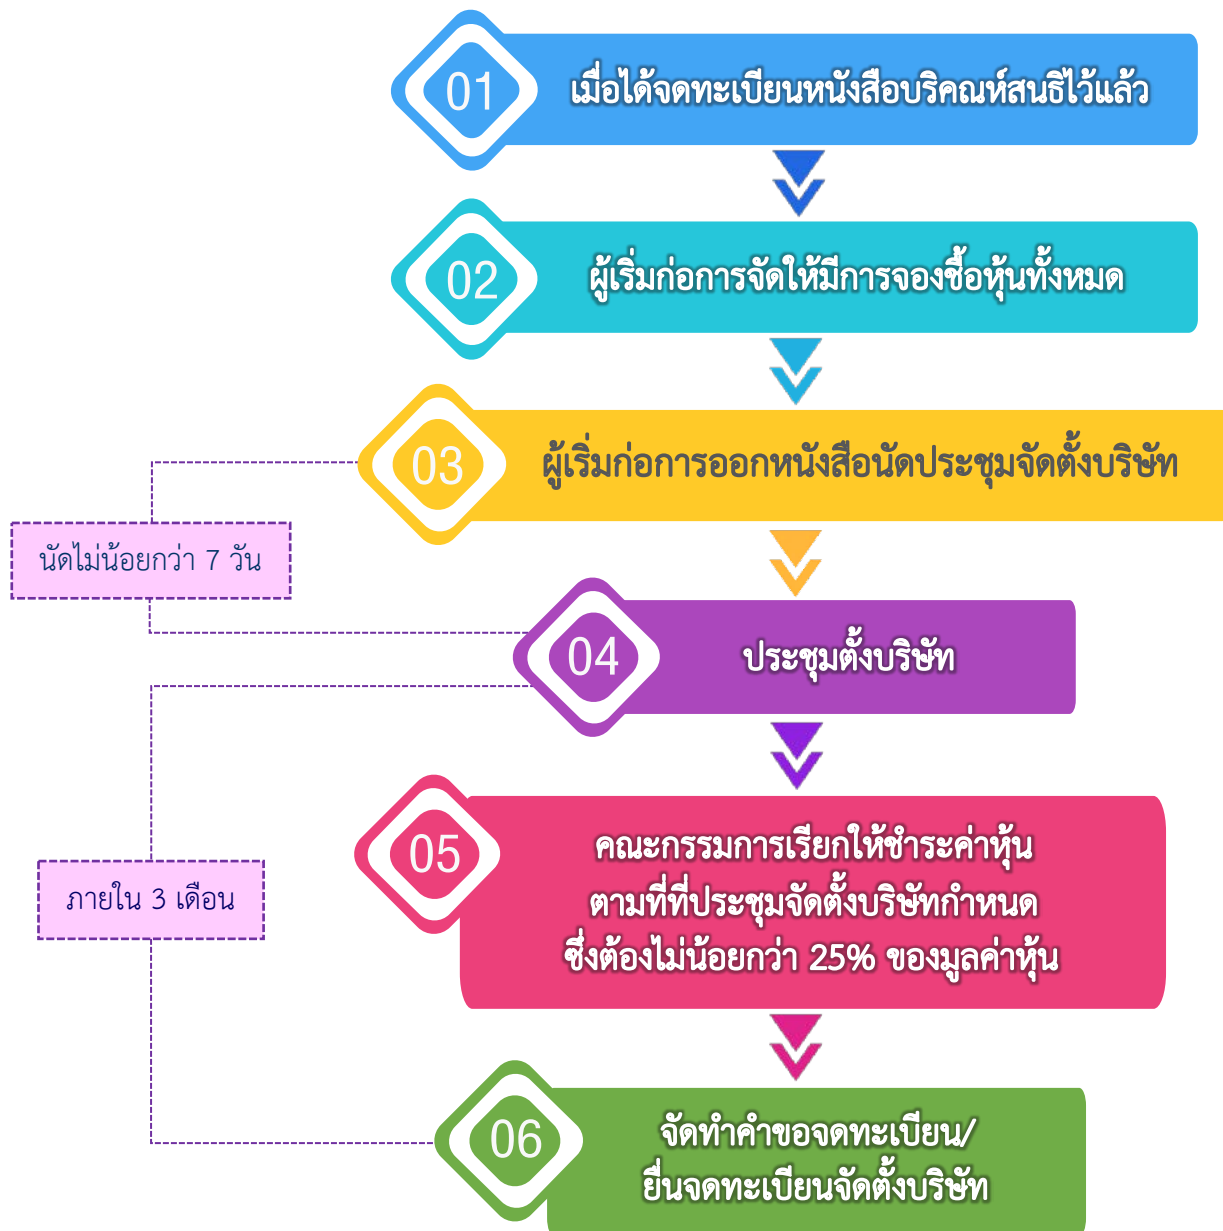 01
เมื่อได้จดทะเบียนหนังสือบริคณห์สนธิไว้แล้ว
02
ผู้เริ่มก่อการจัดให้มีการจองซื้อหุ้นทั้งหมด
03
ผู้เริ่มก่อการออกหนังสือนัดประชุมจัดตั้งบริษัท
นัดไม่น้อยกว่า 7 วัน
04
ประชุมตั้งบริษัท
05
คณะกรรมการเรียกให้ชำระค่าหุ้น
ตามที่ที่ประชุมจัดตั้งบริษัทกำหนด
ซึ่งต้องไม่น้อยกว่า 25% ของมูลค่าหุ้น
ภายใน 3 เดือน
06
จัดทำคำขอจดทะเบียน/
ยื่นจดทะเบียนจัดตั้งบริษัท